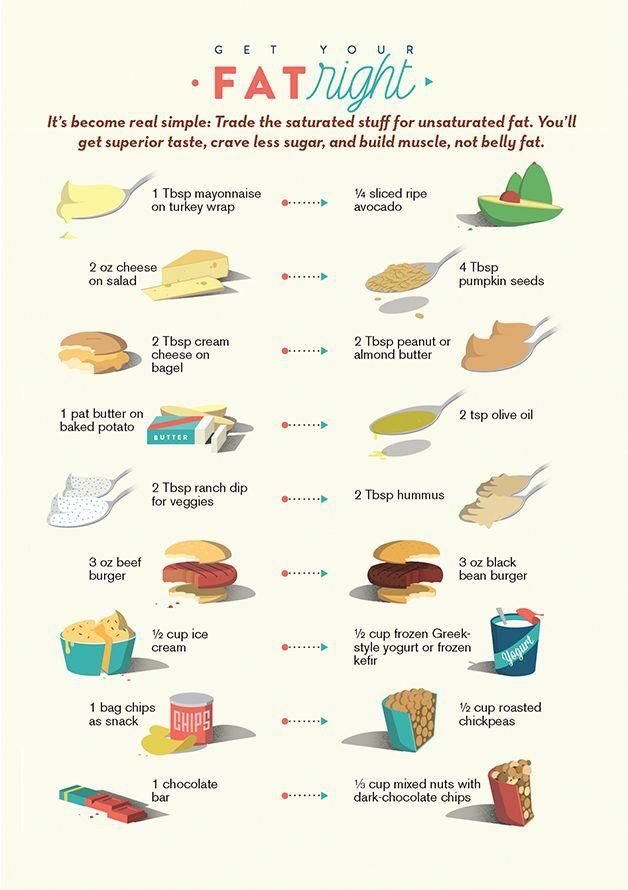 GET YOUR
FAT right
It's become real simple: Trade the saturated stuff for unsaturated fat. You'll
get superior taste, crave less sugar, and build muscle, not belly fat.
1 Tbsp mayonnaise
on turkey wrap
¼ sliced ripe
avocado
2 oz cheese
on salad
4 Tbsp
pumpkin seeds
2 Tbsp cream
cheese on
bagel
2 Tbsp peanut or
almond butter
1 pat butter on
baked potato
BUTTER
2 tsp olive oil
2 Tbsp ranch dip
for veggies
2 Tbsp hummus
3 oz beef
burger
3 oz black
bean burger
½ cup ice
cream
½ cup frozen Greek-
style yogurt or frozen
kefir
Yogurt
1 bag chips
as snack
CHIPS
½ cup roasted
chickpeas
1 chocolate
bar
⅓ cup mixed nuts with
dark-chocolate chips